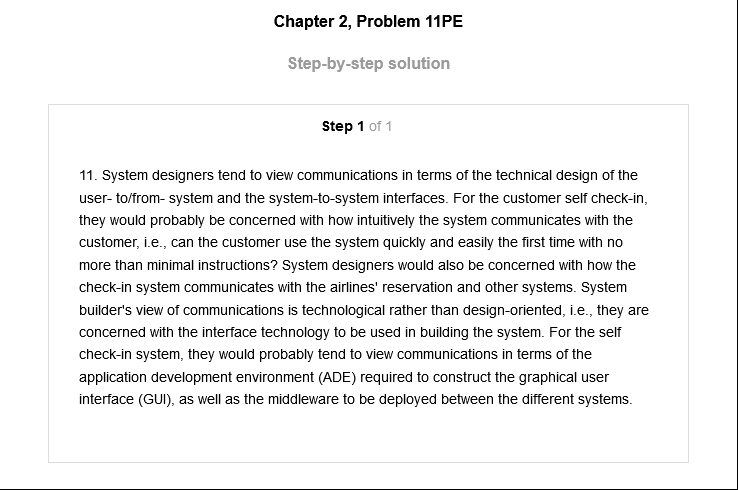 Chapter 2, Problem 11PE
Step-by-step solution
Step 1 of 1
11. System designers tend to view communications in terms of the technical design of the
user- to/from- system and the system-to-system interfaces. For the customer self check-in,
they would probably be concerned with how intuitively the system communicates with the
customer, i.e., can the customer use the system quickly and easily the first time with no
more than minimal instructions? System designers would also be concerned with how the
check-in system communicates with the airlines' reservation and other systems. System
builder's view of communications is technological rather than design-oriented, i.e., they are
concerned with the interface technology to be used in building the system. For the self
check-in system, they would probably tend to view communications in terms of the
application development environment (ADE) required to construct the graphical user
interface (GUI), as well as the middleware to be deployed between the different systems.